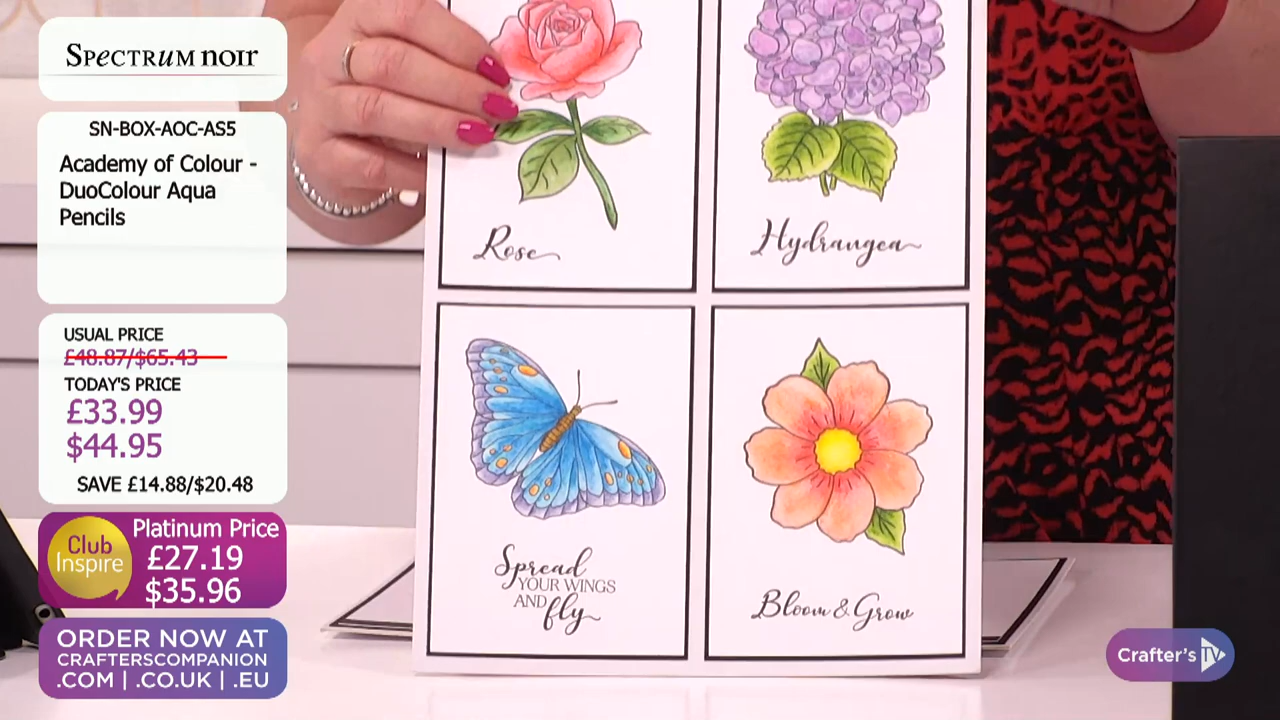 SPECTRUM NOIR
SN-BOX-AOC-AS5
Academy of Colour -
DuoColour Aqua
Pencils
USUAL PRICE
£48.87/$65.43
TODAY'S PRICE
£33.99
$44.95
SAVE £14.88/$20.48
Club
Inspire
Platinum Price
£27.19
$35.96
ORDER NOW AT
CRAFTERSCOMPANION
.COM | .CO.UK | .EU
Rose
Hydrangea
Spread
YOUR WINGS
AND fly
Bloom & Grow
Crafter's TV